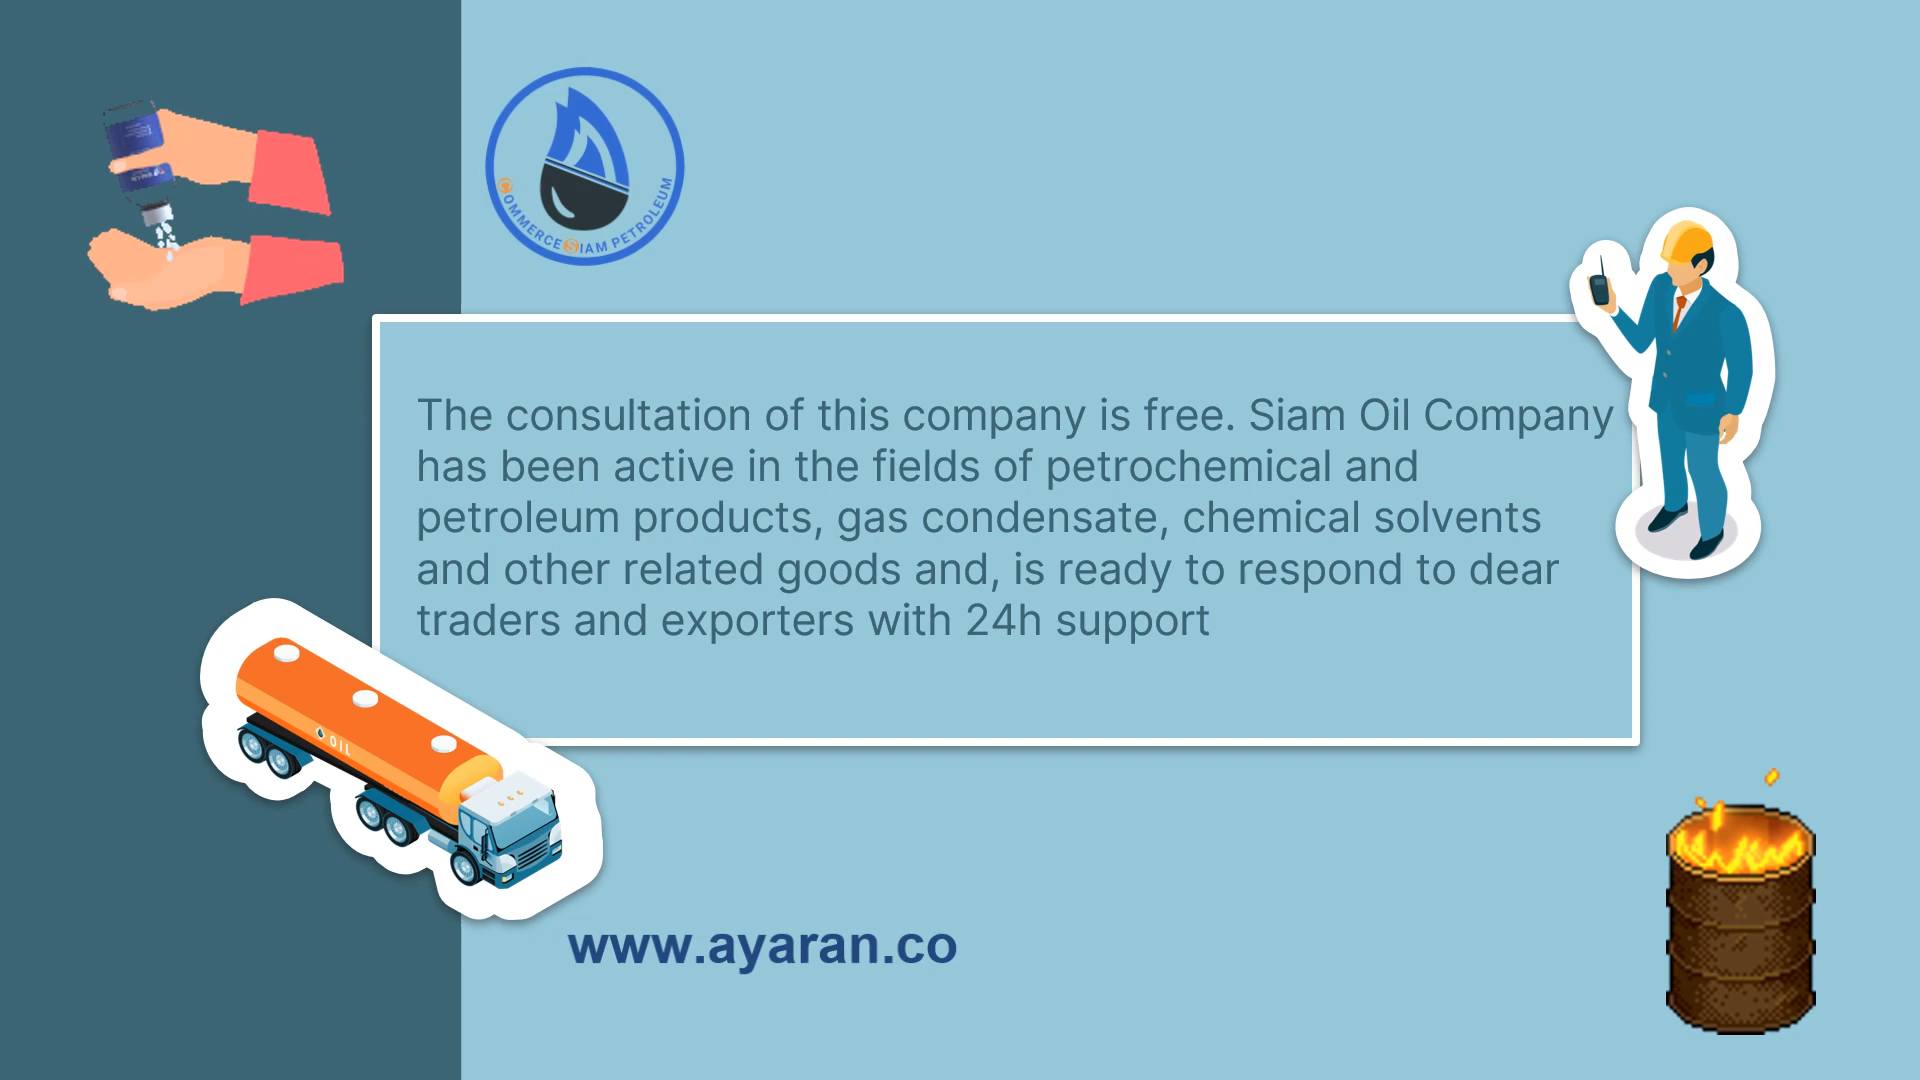 COMMERCE SIAM PETROLEUM
The consultation of this company is free. Siam Oil Company
has been active in the fields of petrochemical and
petroleum products, gas condensate, chemical solvents
and other related goods and, is ready to respond to dear
traders and exporters with 24h support
OIL
www.ayaran.co